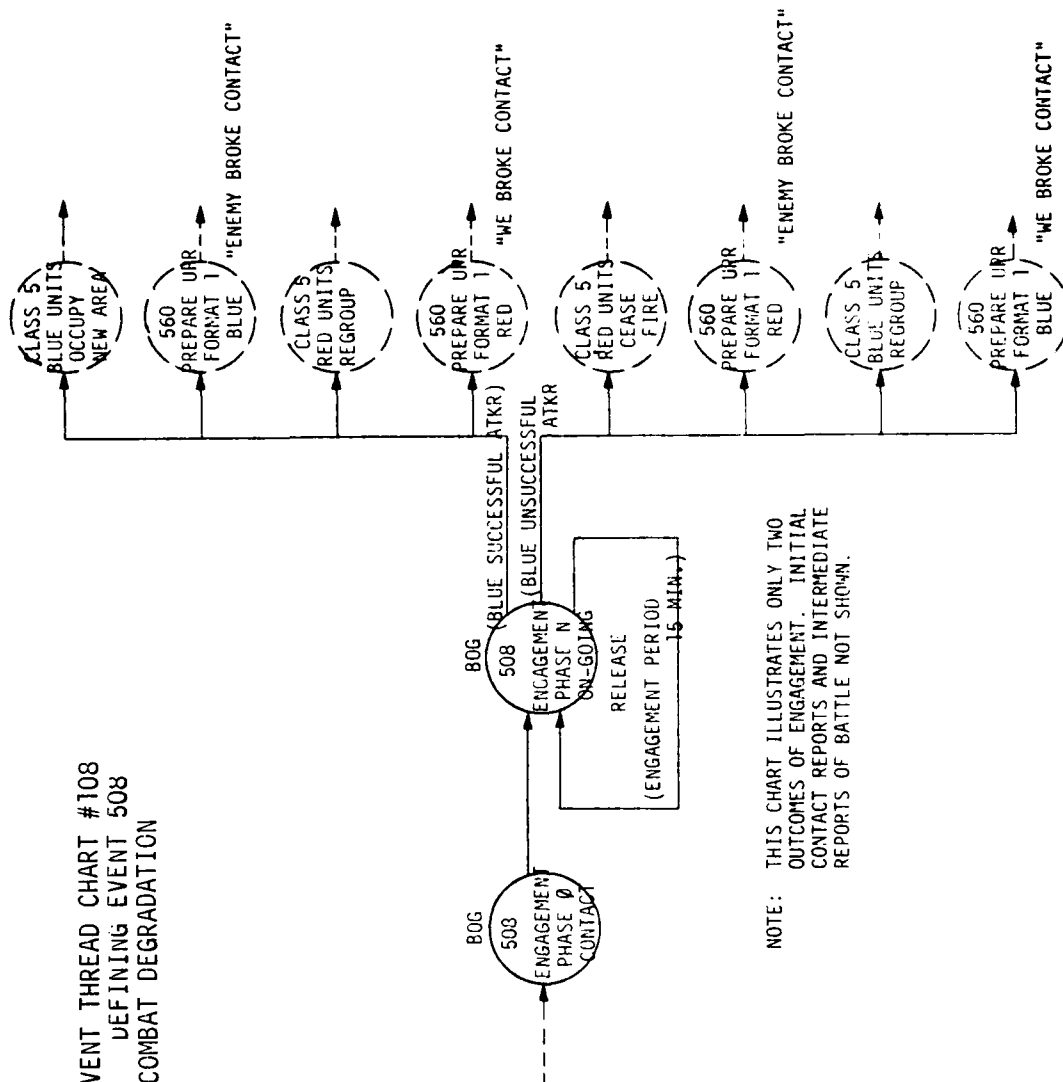 VENT THREAD CHART #108
DEFINING EVENT 508
COMBAT DEGRADATION
BOG
508
ENGAGEMENT
PHASE Ø
CONTACT
BOG
508
ENGAGEMENT
PHASE N
ON-GOING
RELEASE
(ENGAGEMENT PERIOD
15 MIN.)
(BLUE SUCCESSFUL ATKR)
(BLUE UNSUCCESSFUL
ATKR
CLASS 5
BLUE UNITS
OCCUPY
NEW AREA
560
PREPARE URR
FORMAT 1
BLUE
"ENEMY BROKE CONTACT"
CLASS 5
RED UNITS
REGROUP
560
PREPARE URR
FORMAT 1
RED
"WE BROKE CONTACT"
CLASS 5
RED UNITS
CEASE
FIRE
560
PREPARE URR
FORMAT 1
RED
"ENEMY BROKE CONTACT"
CLASS 5
BLUE UNITS
REGROUP
560
PREPARE URR
FORMAT 1
BLUE
"WE BROKE CONTACT"
NOTE: THIS CHART ILLUSTRATES ONLY TWO
OUTCOMES OF ENGAGEMENT. INITIAL
CONTACT REPORTS AND INTERMEDIATE
REPORTS OF BATTLE NOT SHOWN.